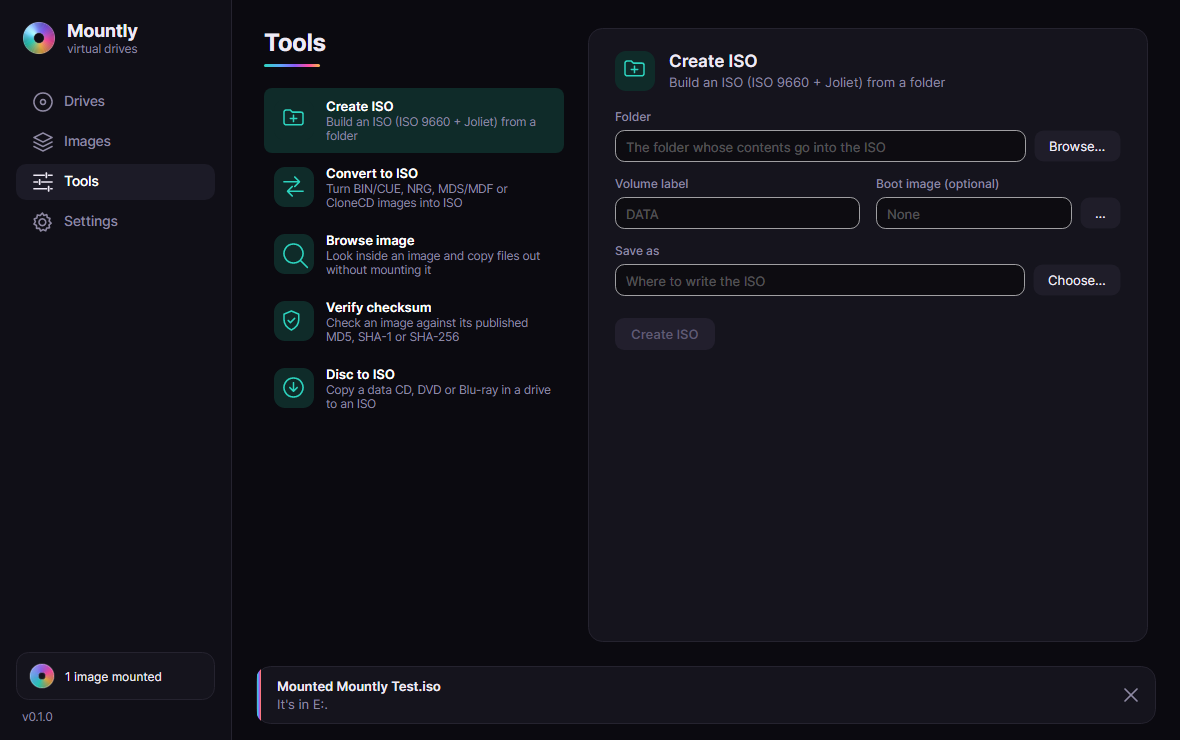 Mountly
virtual drives
Drives
Images
Tools
Settings
1 image mounted
v0.1.0
Tools
Create ISO
Build an ISO (ISO 9660 + Joliet) from a
folder
Convert to ISO
Turn BIN/CUE, NRG, MDS/MDF or
CloneCD images into ISO
Browse image
Look inside an image and copy files out
without mounting it
Verify checksum
Check an image against its published
MD5, SHA-1 or SHA-256
Disc to ISO
Copy a data CD, DVD or Blu-ray in a drive
to an ISO
Create ISO
Build an ISO (ISO 9660 + Joliet) from a folder
Folder
The folder whose contents go into the ISO
Browse...
Volume label
Boot image (optional)
DATA
None
...
Save as
Where to write the ISO
Choose...
Create ISO
Mounted Mountly Test.iso
It's in E:.